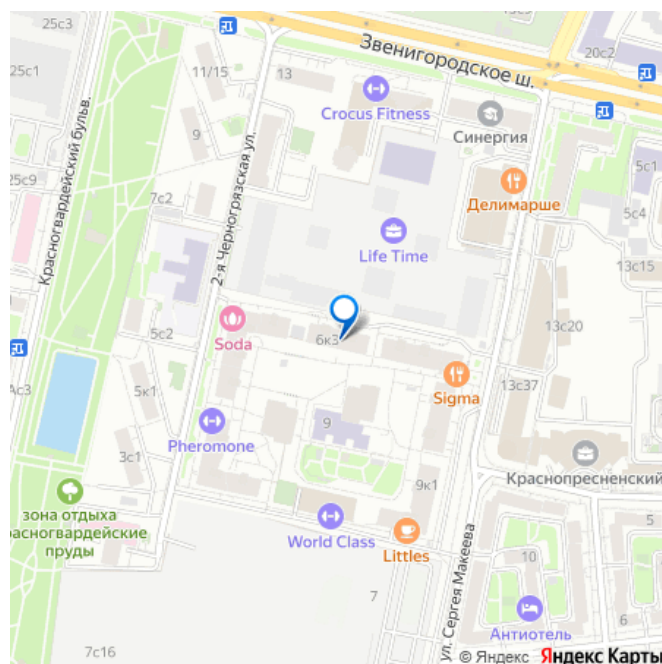 25с3
20с2
Звенигородское ш.
25с1
11/15
13
Crocus Fitness
Синергия
9
Красногвардейский бульв.
2-я Черногрязская ул.
5с1
25с9
7с2
Делимарше
5с4
Life Time
13с15
5с2
Soda
6к3
13с20
Sigma
13с37
5к1
Pheromone
9
3с1
Краснопресненский
9к1
зона отдыха
расногвардейские
пруды
World Class
Littles
5
10
7
ул. Сергея Макеева
6
Антиотель
7с16
© Яндекс Яндекс Карты